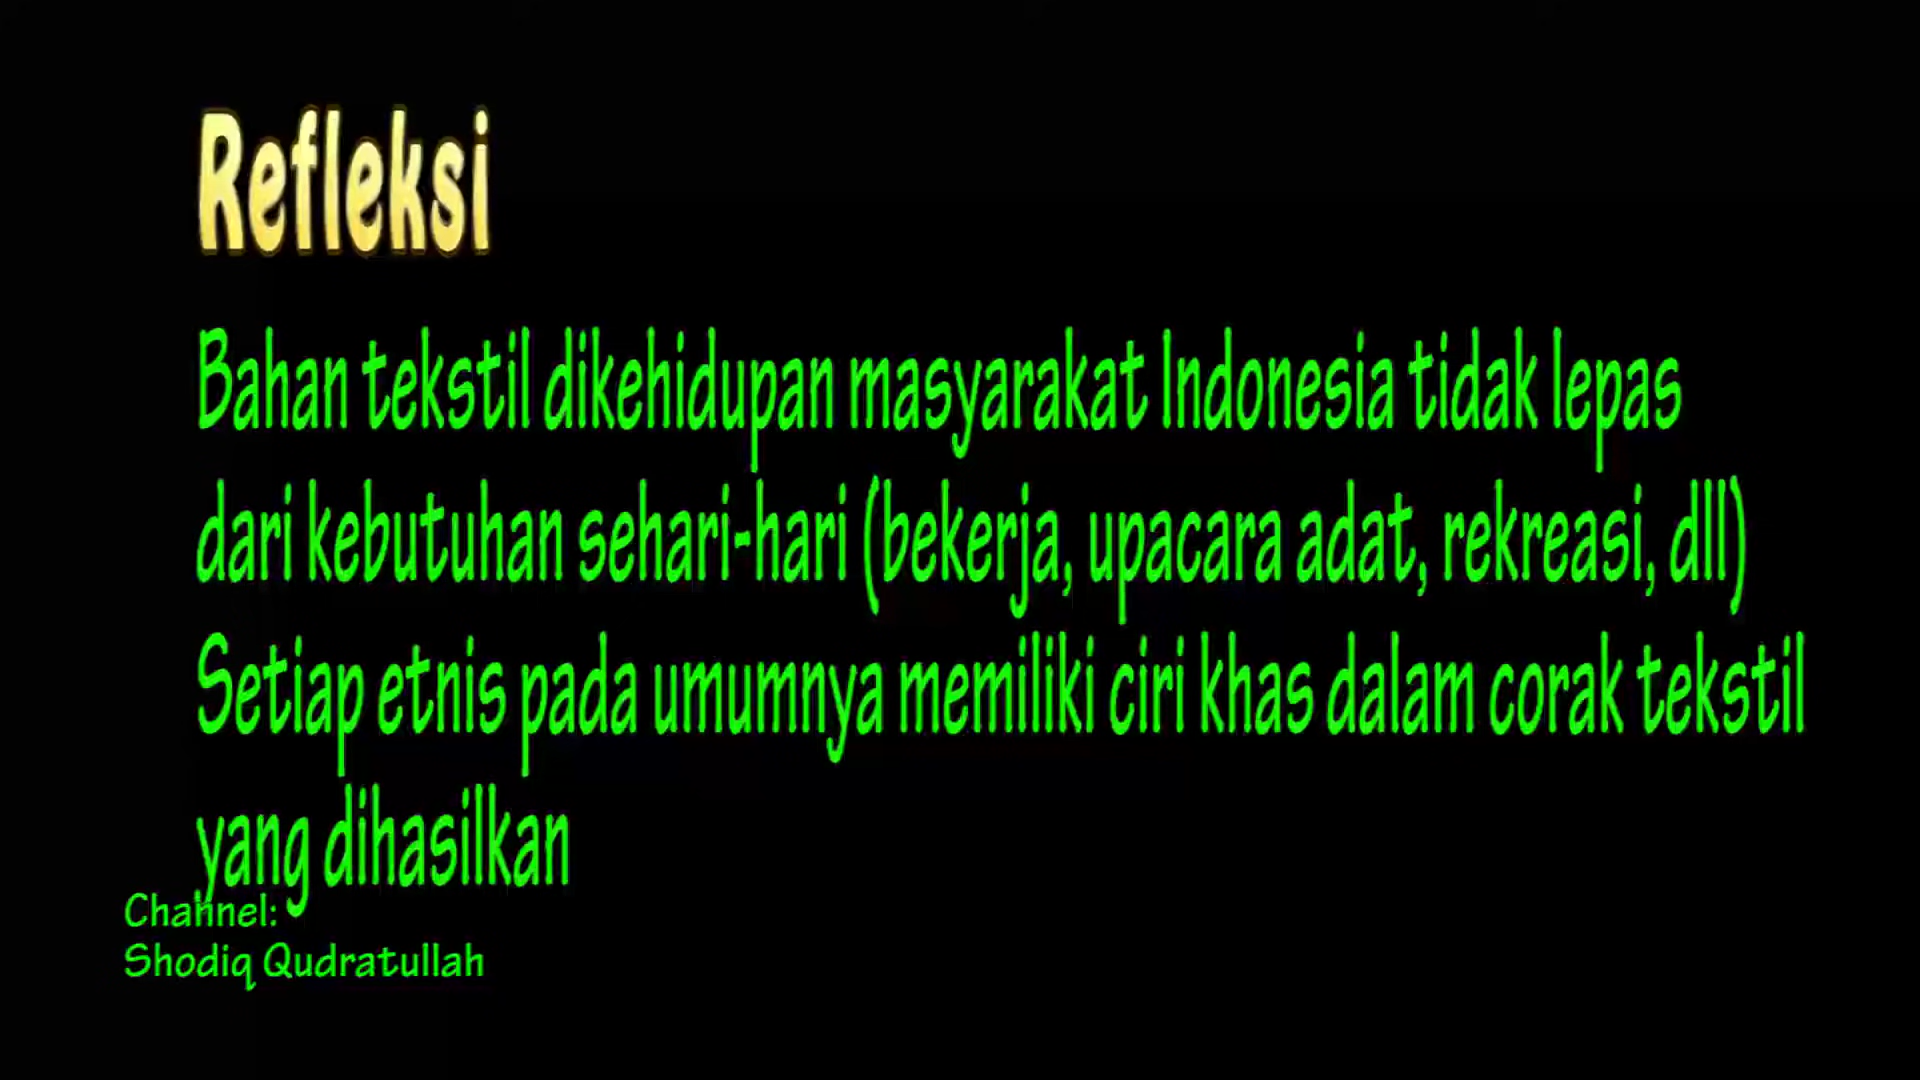 Refleksi
Bahan tekstil dikehidupan masyarakat Indonesia tidak lepas
dari kebutuhan sehari-hari (bekerja, upacara adat, rekreasi, dll)
Setiap etnis pada umumnya memiliki ciri khas dalam corak tekstil
yang dihasilkan
Channel:
Shodiq Qudratullah